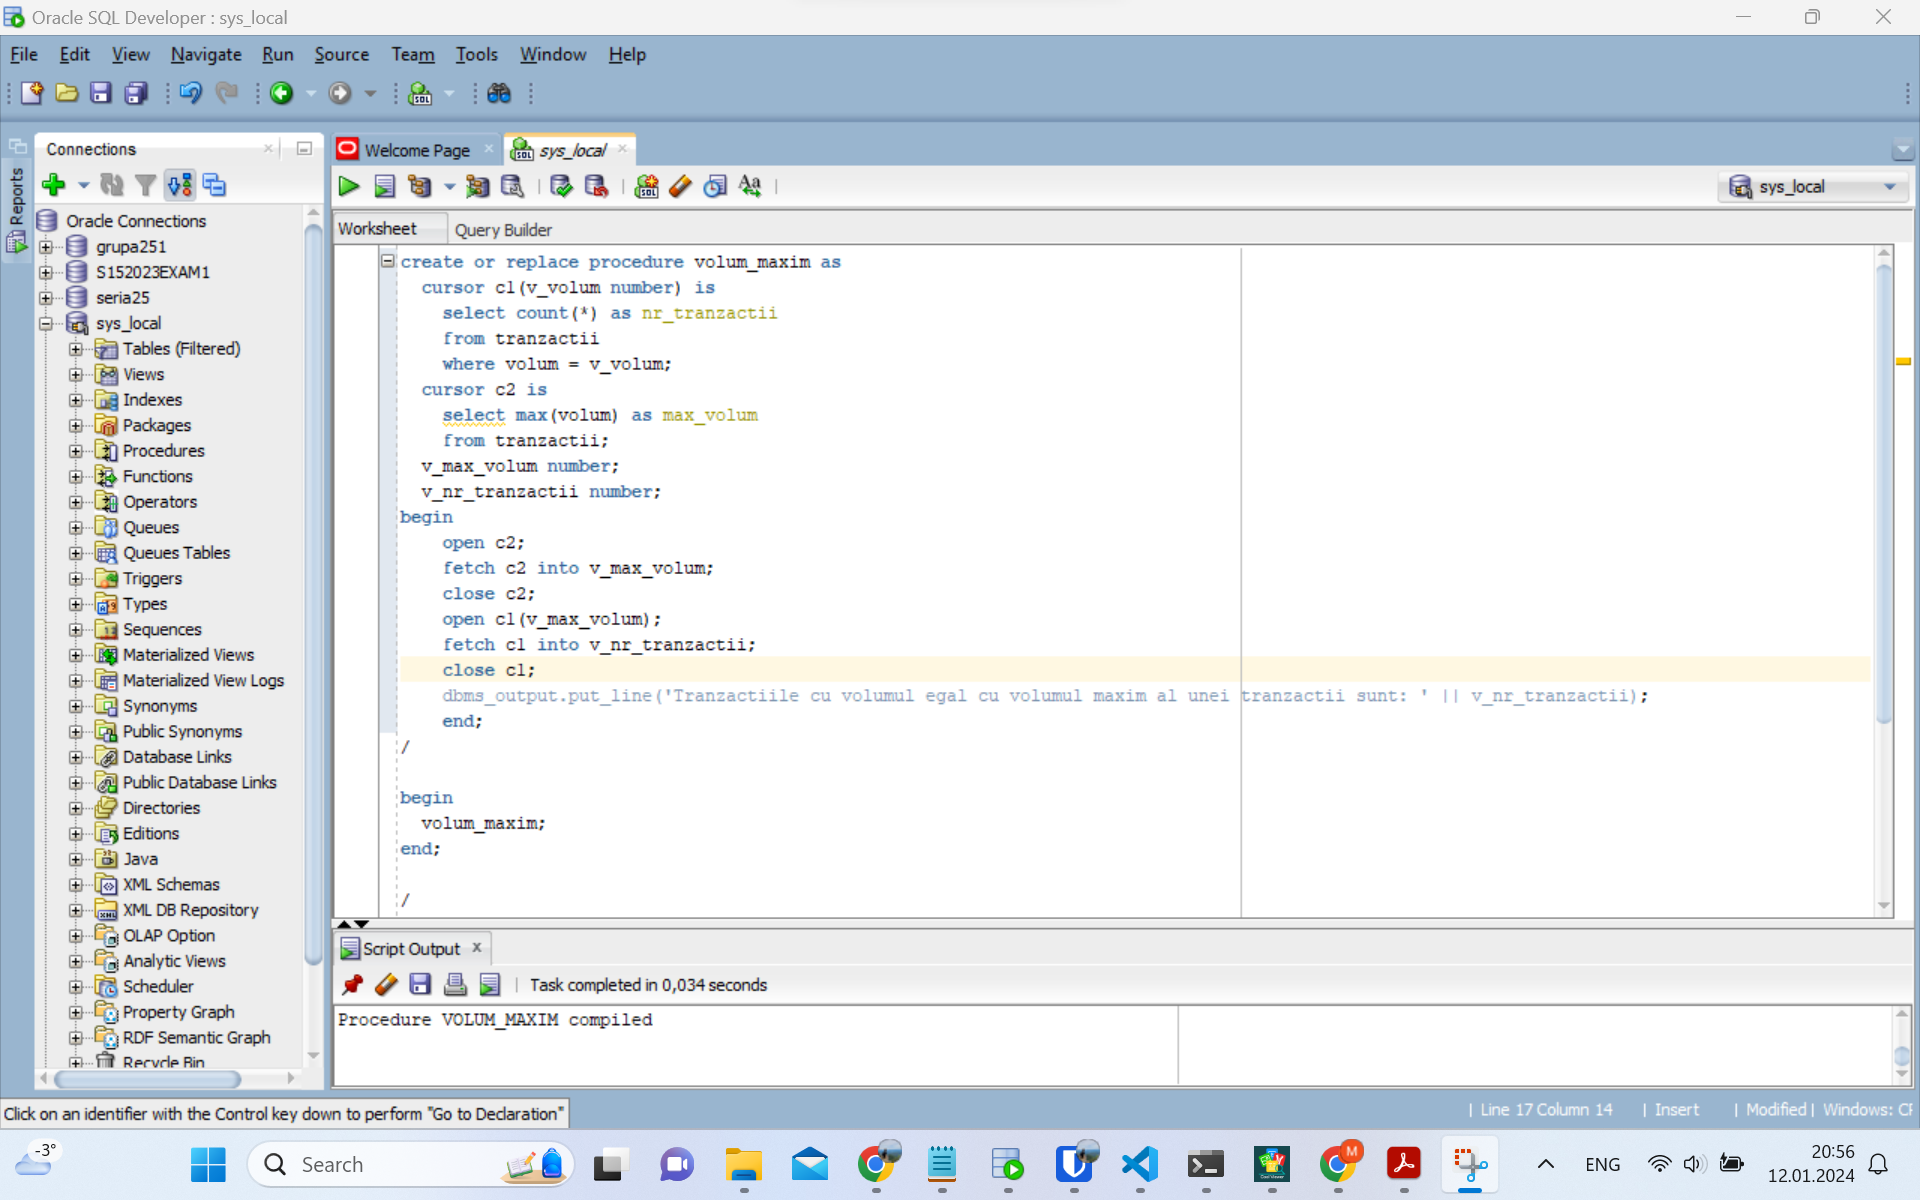 Oracle SQL Developer : sys_local
File Edit View Navigate Run Source Team Tools Window Help
Reports
Connections
Welcome Page
sys_local
sys_local
Worksheet
Query Builder
Oracle Connections
grupa251
S152023EXAM1
seria25
sys_local
Tables (Filtered)
Views
Indexes
Packages
Procedures
Functions
Operators
Queues
Queues Tables
Triggers
Types
Sequences
Materialized Views
Materialized View Logs
Synonyms
Public Synonyms
Database Links
Public Database Links
Directories
Editions
Java
XML Schemas
XML DB Repository
OLAP Option
Analytic Views
Scheduler
Property Graph
RDF Semantic Graph
Recycle Bin
create or replace procedure volum_maxim as
cursor c1(v_volum number) is
select count(*) as nr_tranzactii
from tranzactii
where volum = v_volum;
cursor c2 is
select max(volum) as max_volum
from tranzactii;
v_max_volum number;
v_nr_tranzactii number;
begin
open c2;
fetch c2 into v_max_volum;
close c2;
open c1(v_max_volum);
fetch c1 into v_nr_tranzactii;
close c1;
dbms_output.put_line('Tranzactiile cu volumul egal cu volumul maxim al unei tranzactii sunt: ' || v_nr_tranzactii);
end;
/
begin
volum_maxim;
end;
/
Script Output
Task completed in 0,034 seconds
Procedure VOLUM_MAXIM compiled
Click on an identifier with the Control key down to perform "Go to Declaration"
| Line 17 Column 14 | Insert | Modified | Windows: CF
-3°
Search
ENG
20:56
12.01.2024